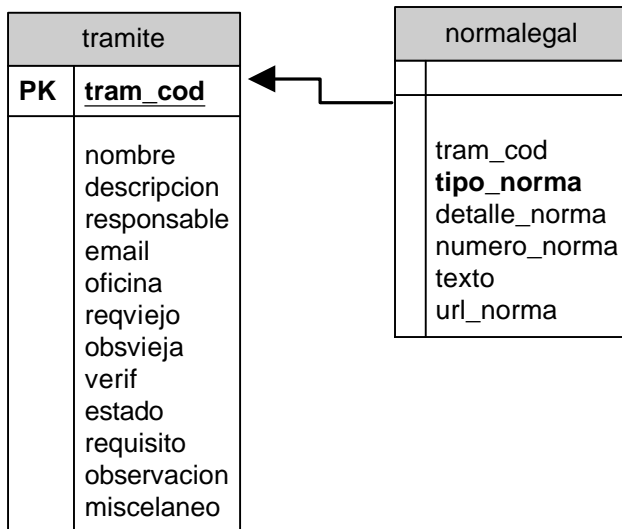 tramite
PK tram_cod
nombre
descripcion
responsable
email
oficina
reqviejo
obsvieja
verif
estado
requisito
observacion
miscelaneo
normalegal
tram_cod
tipo_norma
detalle_norma
numero_norma
texto
url_norma